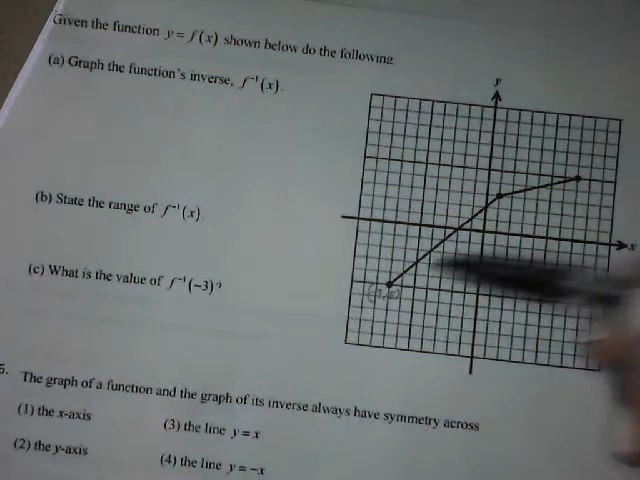 Given the function y = f(x) shown below do the following
(a) Graph the function's inverse, f⁻¹(x).
y
x
(b) State the range of f⁻¹(x)
(c) What is the value of f⁻¹(-3)?
5. The graph of a function and the graph of its inverse always have symmetry across
(1) the x-axis
(3) the line y = x
(2) the y-axis
(4) the line y = -x